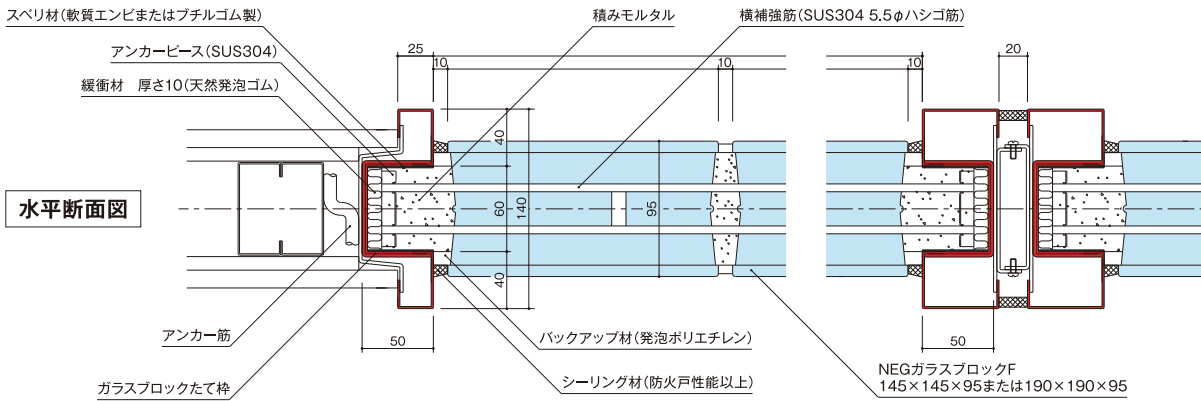 スベリ材(軟質エンビまたはブチルゴム製)
積みモルタル
横補強筋(SUS304 5.5φハシゴ筋)
アンカーピース(SUS304)
緩衝材　厚さ10(天然発泡ゴム)
25
20
10
10
10
40
60
40
140
95
水平断面図
50
50
アンカー筋
バックアップ材(発泡ポリエチレン)
ガラスブロックたて枠
シーリング材(防火戸性能以上)
NEGガラスブロックF
145×145×95または190×190×95